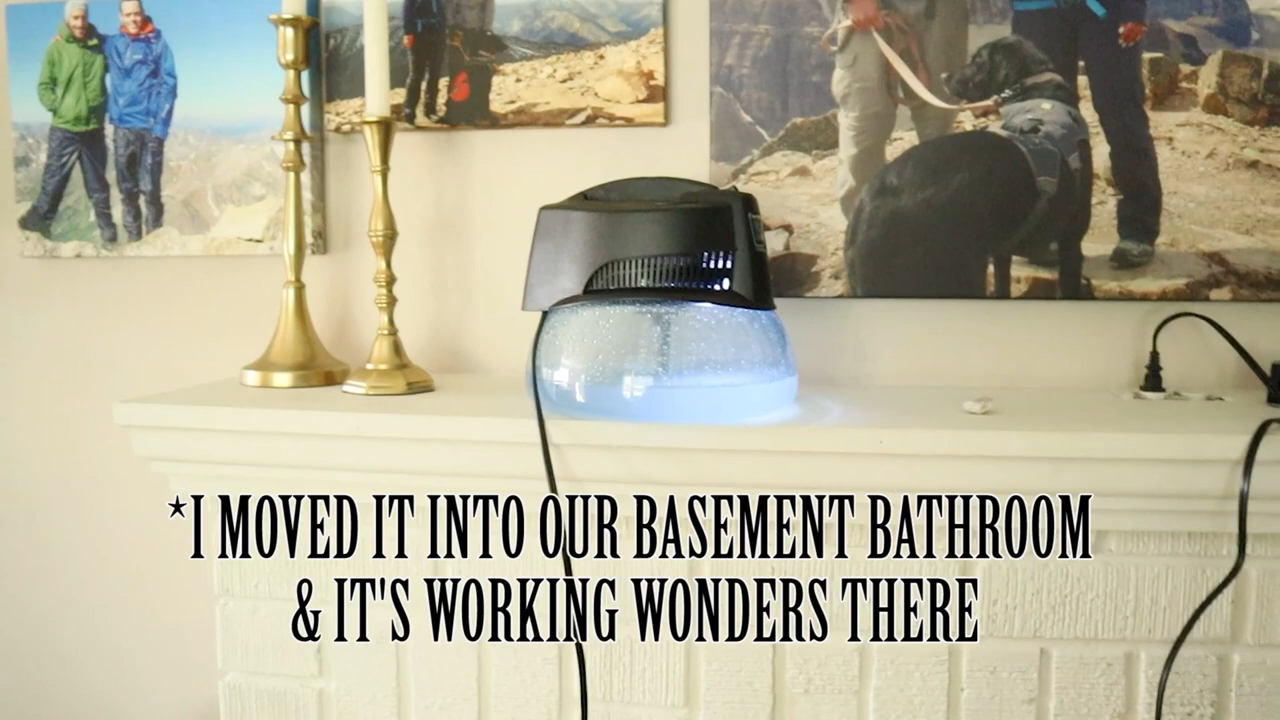 *I MOVED IT INTO OUR BASEMENT BATHROOM
& IT'S WORKING WONDERS THERE